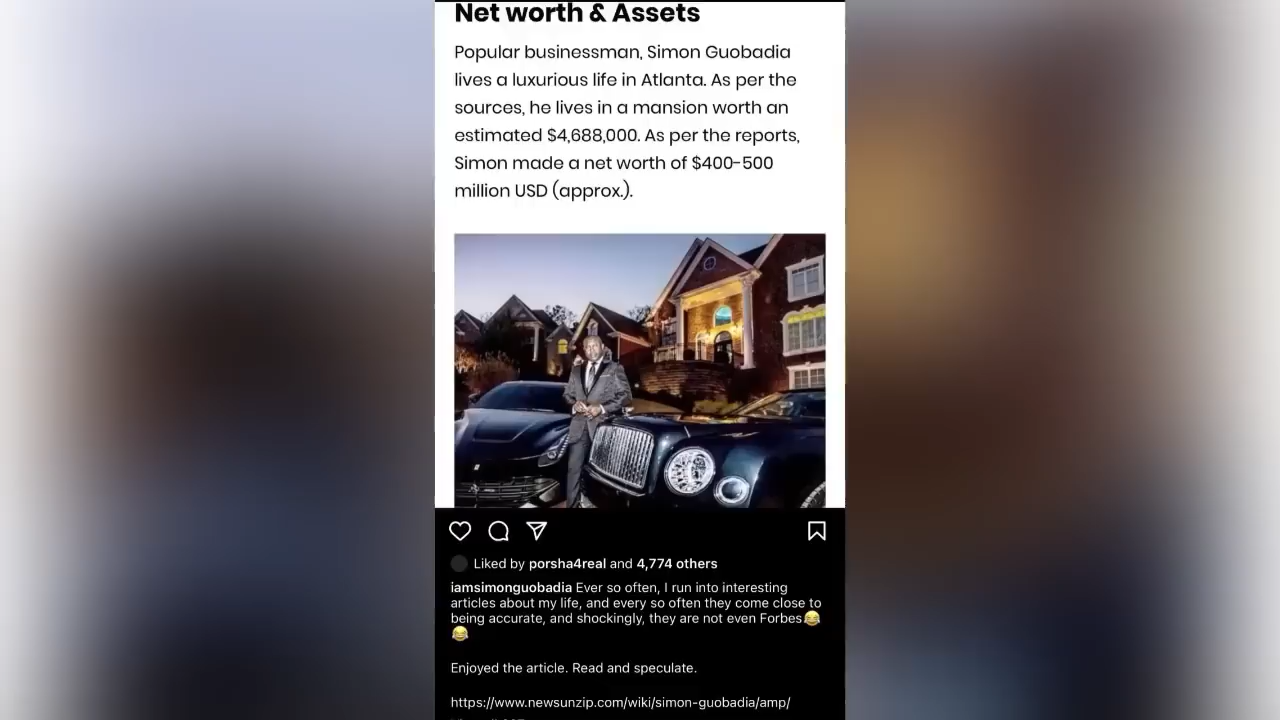 Net worth & Assets
Popular businessman, Simon Guobadia
lives a luxurious life in Atlanta. As per the
sources, he lives in a mansion worth an
estimated $4,688,000. As per the reports,
Simon made a net worth of $400-500
million USD (approx.).
Liked by porsha4real and 4,774 others
iamsimonguobadia Ever so often, I run into interesting
articles about my life, and every so often they come close to
being accurate, and shockingly, they are not even Forbes😂
😂
Enjoyed the article. Read and speculate.
https://www.newsunzip.com/wiki/simon-guobadia/amp/